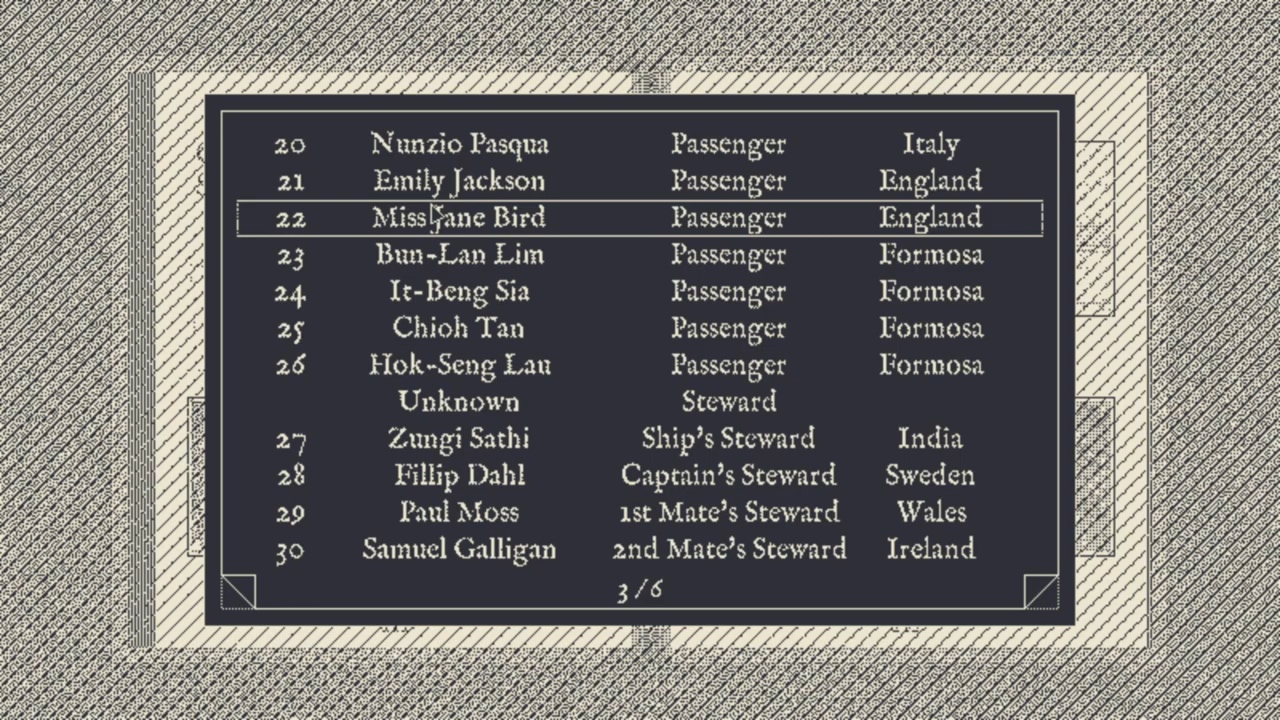 20 Nunzio Pasqua Passenger Italy
21 Emily Jackson Passenger England
22 Miss Jane Bird Passenger England
23 Bun-Lan Lim Passenger Formosa
24 It-Beng Sia Passenger Formosa
25 Chioh Tan Passenger Formosa
26 Hok-Seng Lau Passenger Formosa
Unknown Steward
27 Zungi Sathi Ship's Steward India
28 Fillip Dahl Captain's Steward Sweden
29 Paul Moss 1st Mate's Steward Wales
30 Samuel Galligan 2nd Mate's Steward Ireland
3/6